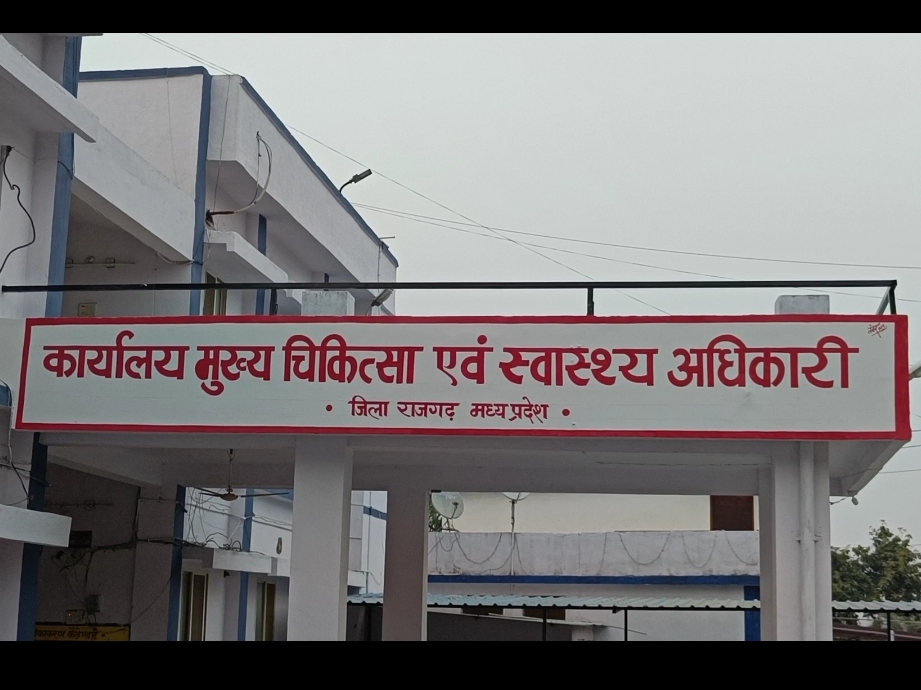 कार्यालय मुख्य चिकित्सा एवं स्वास्थ्य अधिकारी
• जिला राजगढ़ मध्य प्रदेश •